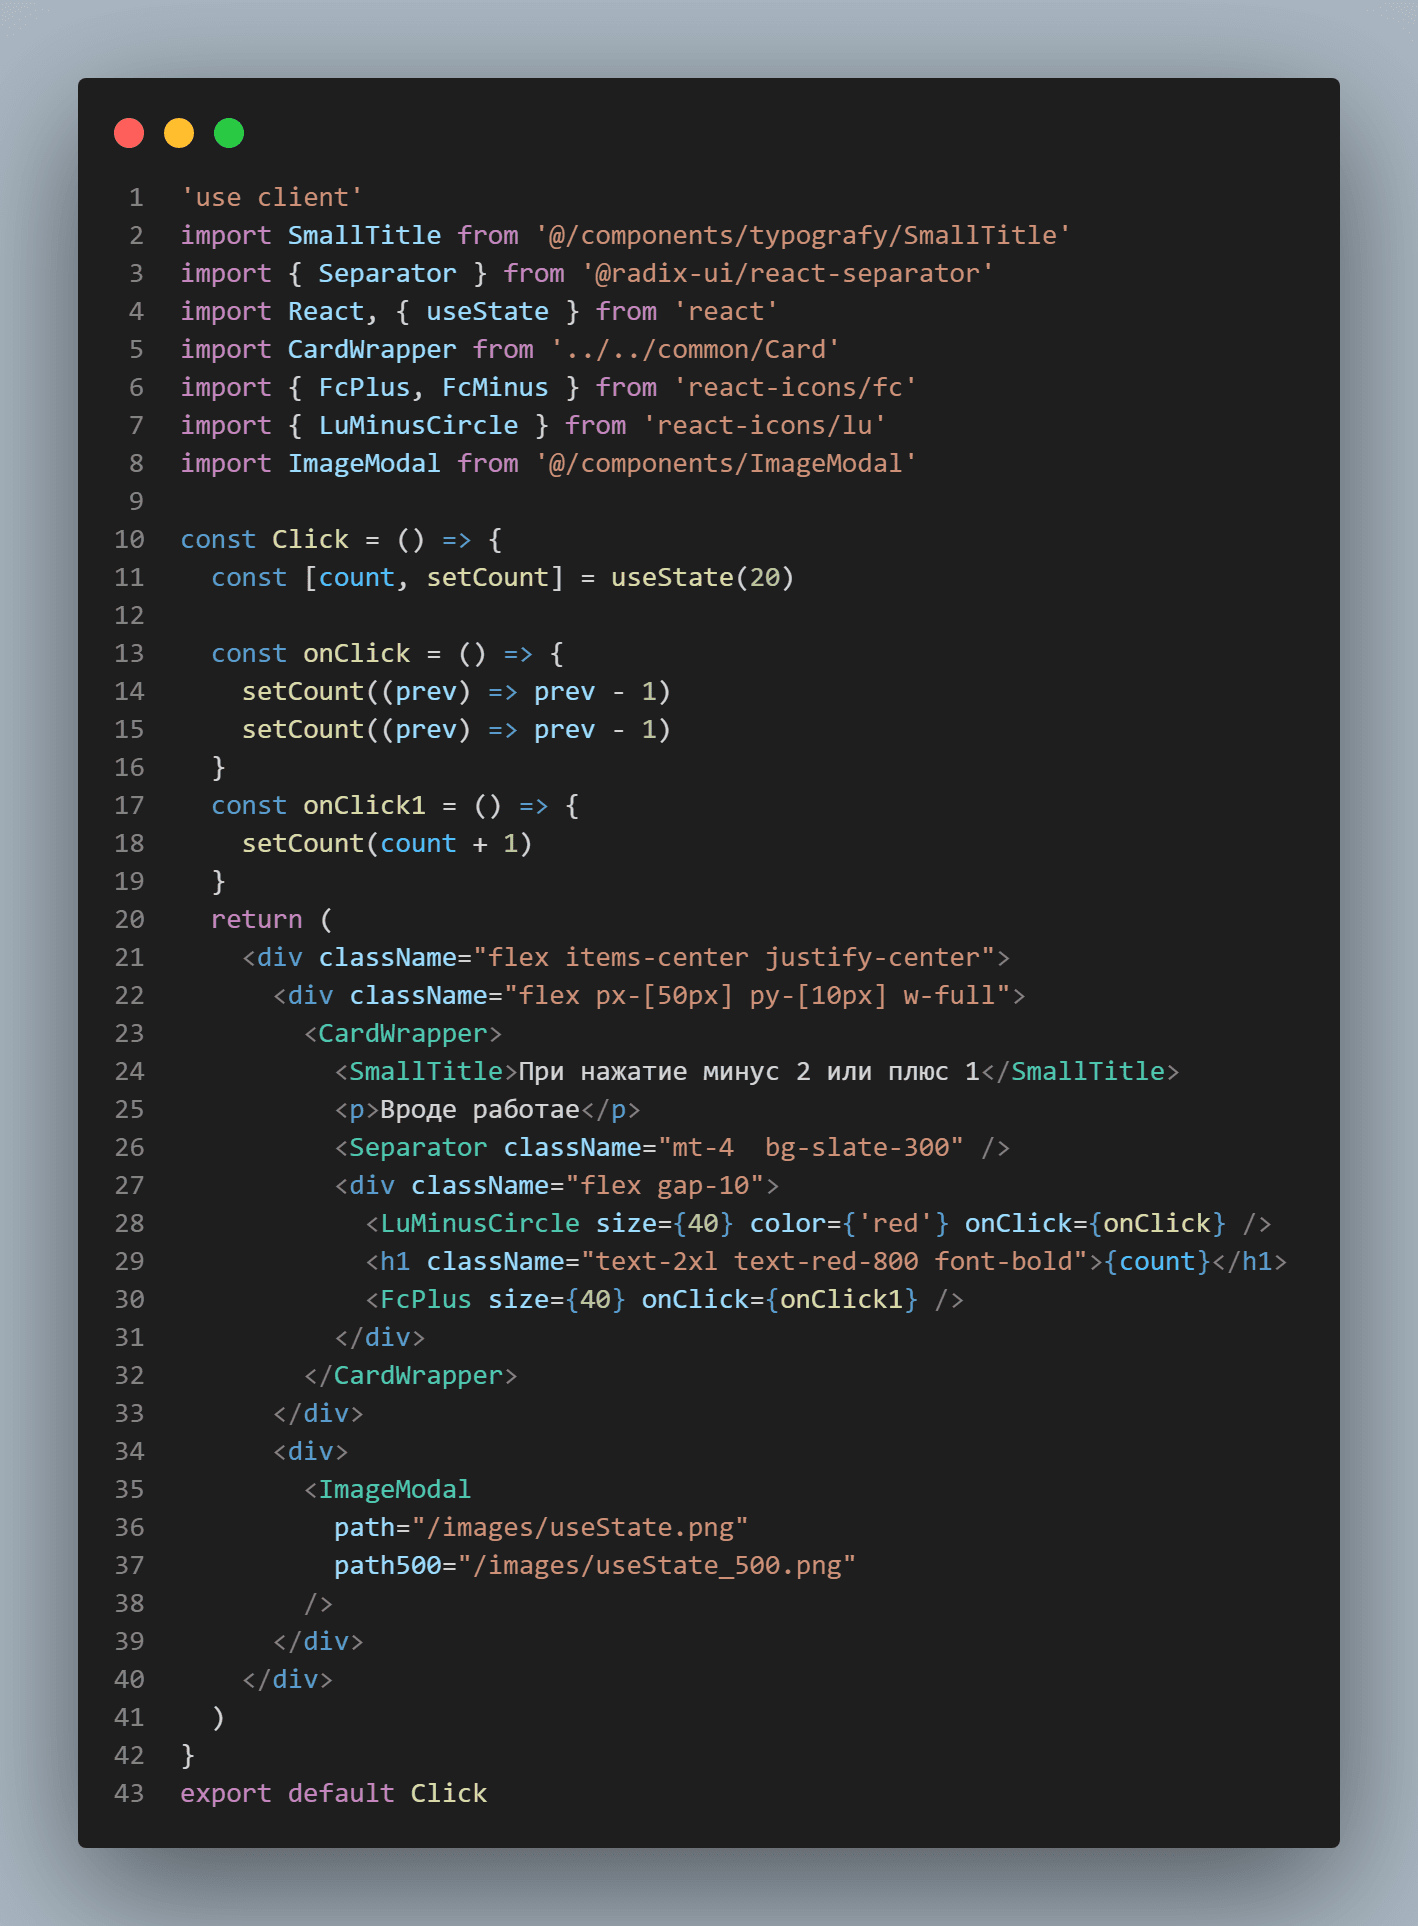 1 'use client'
2 import SmallTitle from '@/components/typografy/SmallTitle'
3 import { Separator } from '@radix-ui/react-separator'
4 import React, { useState } from 'react'
5 import CardWrapper from '../../common/Card'
6 import { FcPlus, FcMinus } from 'react-icons/fc'
7 import { LuMinusCircle } from 'react-icons/lu'
8 import ImageModal from '@/components/ImageModal'
9
10 const Click = () => {
11   const [count, setCount] = useState(20)
12
13   const onClick = () => {
14     setCount((prev) => prev - 1)
15     setCount((prev) => prev - 1)
16   }
17   const onClick1 = () => {
18     setCount(count + 1)
19   }
20   return (
21     <div className="flex items-center justify-center">
22       <div className="flex px-[50px] py-[10px] w-full">
23         <CardWrapper>
24           <SmallTitle>При нажатие минус 2 или плюс 1</SmallTitle>
25           <p>Вроде работае</p>
26           <Separator className="mt-4  bg-slate-300" />
27           <div className="flex gap-10">
28             <LuMinusCircle size={40} color={'red'} onClick={onClick} />
29             <h1 className="text-2xl text-red-800 font-bold">{count}</h1>
30             <FcPlus size={40} onClick={onClick1} />
31           </div>
32         </CardWrapper>
33       </div>
34       <div>
35         <ImageModal
36           path="/images/useState.png"
37           path500="/images/useState_500.png"
38         />
39       </div>
40     </div>
41   )
42 }
43 export default Click